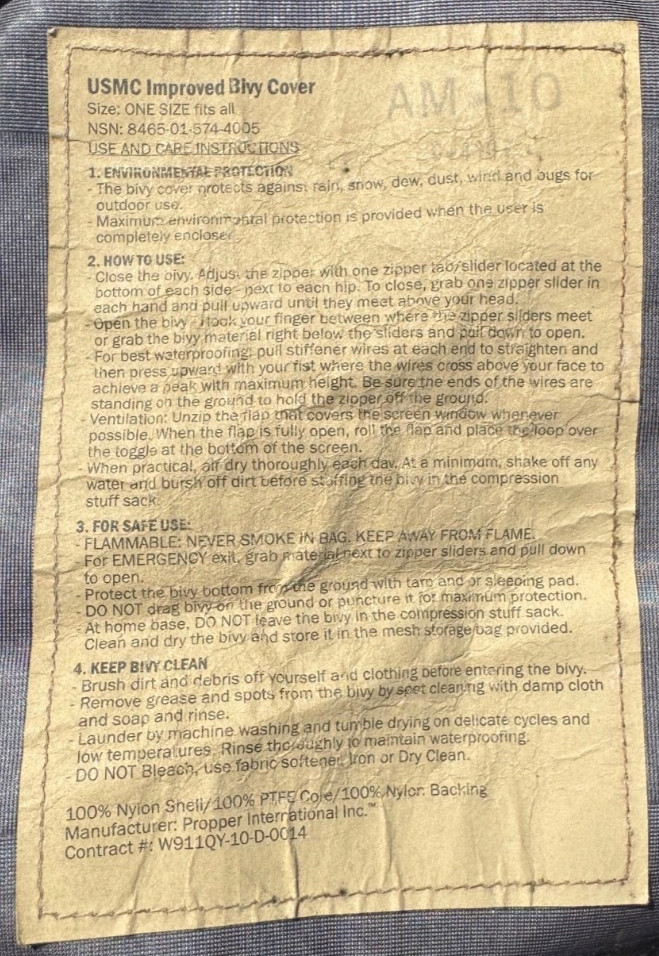 USMC Improved Bivy Cover
AM-10
Size: ONE SIZE fits all
NSN: 8465-01-574-4005
USE AND CARE INSTRUCTIONS
1. ENVIRONMENTAL PROTECTION
- The bivy cover protects against rain, snow, dew, dust, wind and bugs for
outdoor use.
- Maximum environmental protection is provided when the user is
completely enclosed
2. HOW TO USE:
- Close the bivy. Adjust the zipper with one zipper tab/slider located at the
bottom of each side - next to each hip. To close, grab one zipper slider in
each hand and pull upward until they meet above your head.
- Open the bivy - Hook your finger between where the zipper sliders meet
or grab the bivy material right below the sliders and pull down to open.
- For best waterproofing, pull stiffener wires at each end to straighten and
then press upward with your fist where the wires cross above your face to
achieve a peak with maximum height. Be sure the ends of the wires are
standing on the ground to hold the zipper off the ground.
- Ventilation: Unzip the flap that covers the screen window whenever
possible. When the flap is fully open, roll the flap and place the loop over
the toggle at the bottom of the screen.
- When practical, air dry thoroughly each day. At a minimum, shake off any
water and bursh off dirt before stuffing the bivy in the compression
stuff sack.
3. FOR SAFE USE:
- FLAMMABLE: NEVER SMOKE IN BAG. KEEP AWAY FROM FLAME.
For EMERGENCY exit, grab material next to zipper sliders and pull down
to open.
- Protect the bivy bottom from the ground with tarp and or sleeping pad.
- DO NOT drag bivy on the ground or puncture it for maximum protection.
- At home base, DO NOT leave the bivy in the compression stuff sack.
Clean and dry the bivy and store it in the mesh storage bag provided.
4. KEEP BIVY CLEAN
- Brush dirt and debris off yourself and clothing before entering the bivy.
- Remove grease and spots from the bivy by spot cleaning with damp cloth
and soap and rinse.
- Launder by machine washing and tumble drying on delicate cycles and
low temperatures. Rinse thoroughly to maintain waterproofing.
- DO NOT Bleach, use fabric softener, Iron or Dry Clean.
100% Nylon Shell/100% PTFE Core/100% Nylon Backing
Manufacturer: Propper International Inc.™
Contract #: W911QY-10-D-0014